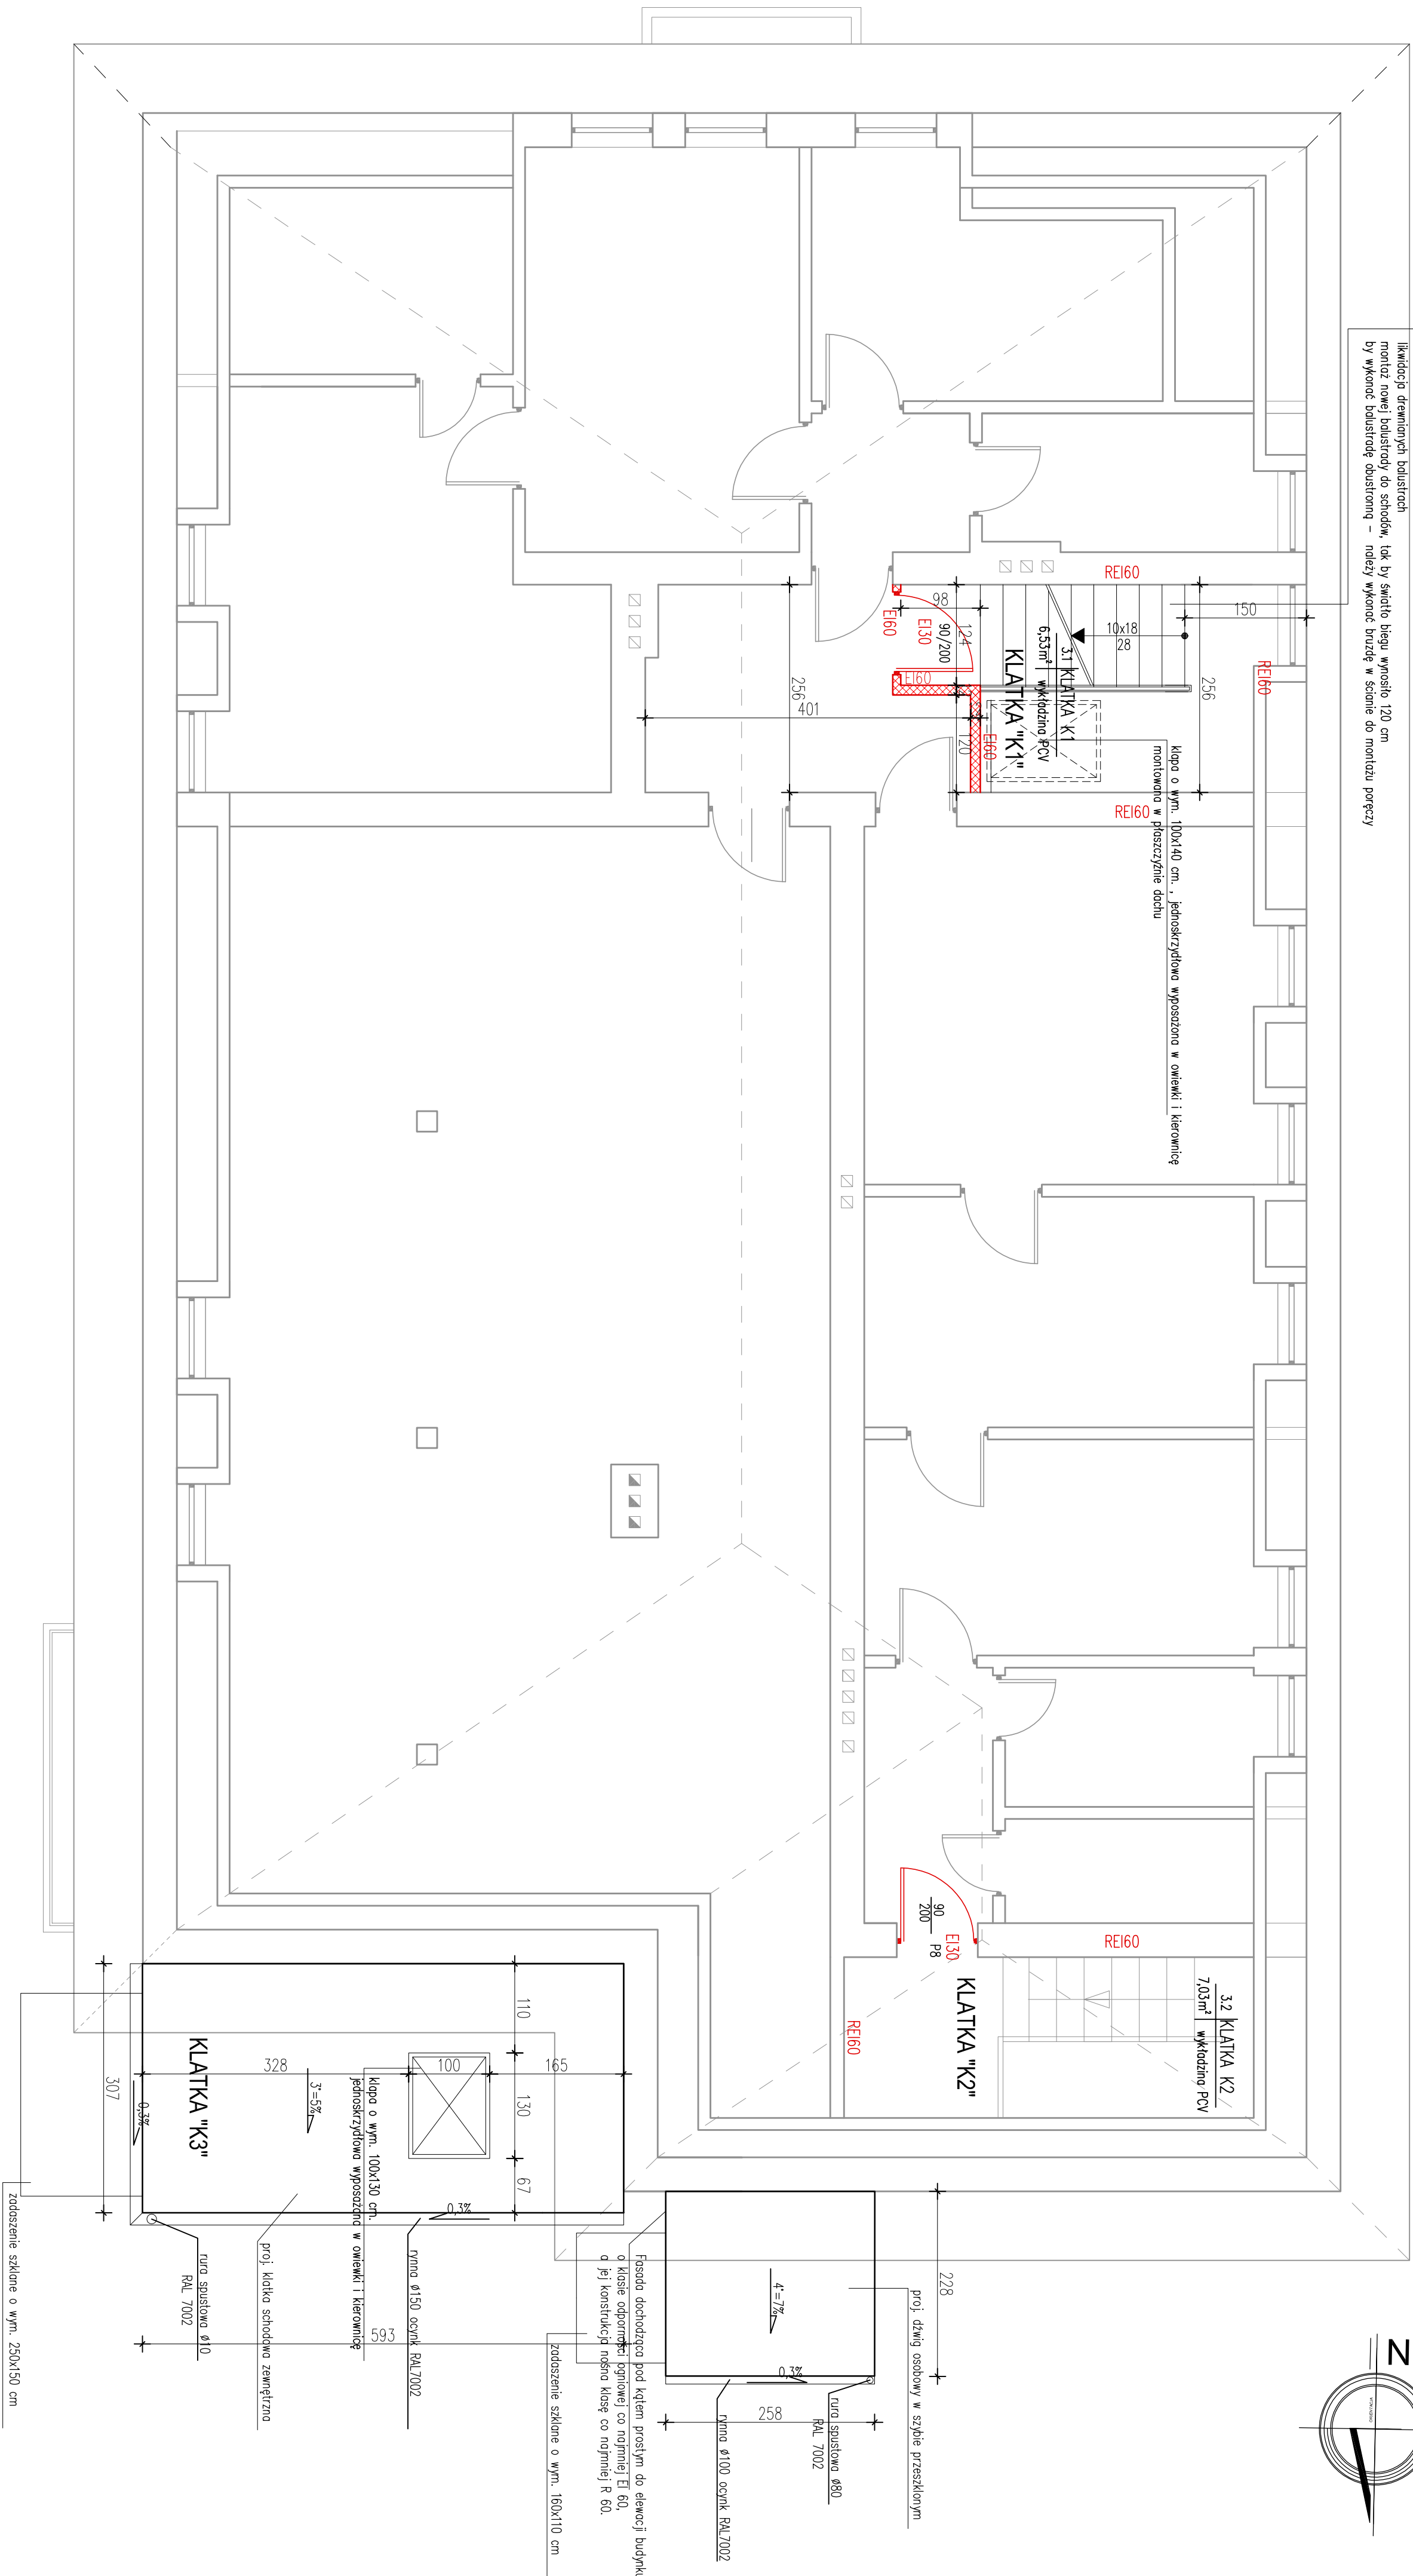 likwidacja drewnianych balustrach
montaż nowej balustrady do schodów, tak by światło biegu wynosiło 120 cm
by wykonać balustradę obustronną - należy wykonać bruzdę w ścianie do montażu poręczy
150
REI60
REI60
256
10x18
28
3.1 KLATKA K1
6,53m² wykładzina PCV
KLATKA "K1"
98
124
90/200
EI30
EI60
EI60
EI60
120
256
401
REI60
klapa o wym. 100x140 cm. , jednoskrzydłowa wyposażona w owiewki i kierownicę
montowana w płaszczyźnie dachu
REI60
3.2 KLATKA K2
7,03m² wykładzina PCV
KLATKA "K2"
90
200
P8
EI30
REI60
110
130
67
328
100
165
KLATKA "K3"
3°=5%
0,3%
307
klapa o wym. 100x130 cm.
jednoskrzydłowa wyposażona w owiewki i kierownicę
0,3%
rynna ø150 ocynk RAL7002
proj. klatka schodowa zewnętrzna
rura spustowa ø10
RAL 7002
593
zadaszenie szklane o wym. 250x150 cm
228
proj. dźwig osobowy w szybie przeszklonym
4°=7%
0,3%
258
rura spustowa ø80
RAL 7002
rynna ø100 ocynk RAL7002
Fasada dochodząca pod kątem prostym do elewacji budynku
o klasie odporności ogniowej co najmniej EI 60,
a jej konstrukcja nośna klasę co najmniej R 60.
zadaszenie szklane o wym. 160x110 cm
N